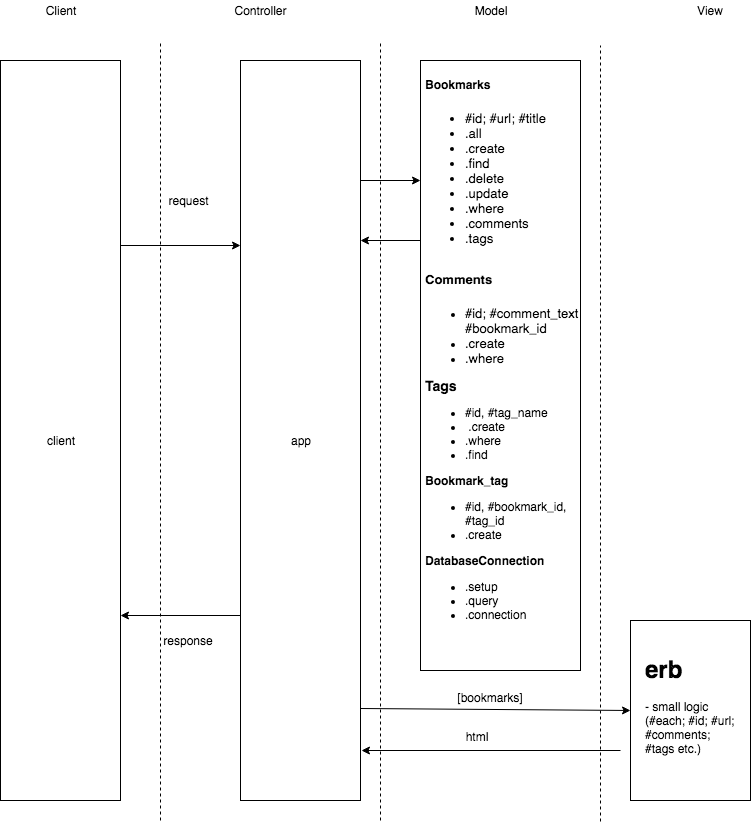 Client
Controller
Model
View
client
request
response
app
Bookmarks
#id; #url; #title
.all
.create
.find
.delete
.update
.where
.comments
.tags
Comments
#id; #comment_text
#bookmark_id
.create
.where
Tags
#id, #tag_name
.create
.where
.find
Bookmark_tag
#id, #bookmark_id,
#tag_id
.create
DatabaseConnection
.setup
.query
.connection
[bookmarks]
html
erb
- small logic
(#each; #id; #url;
#comments;
#tags etc.)